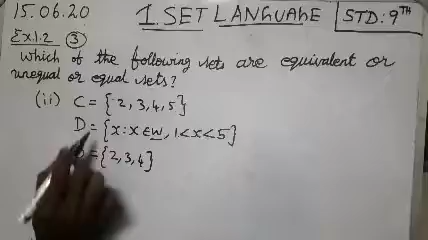 15.06.20
1. SET LANGUAGE
STD: 9TH
Ex 1.2 ③
Which of the following sets are equivalent or
unequal or equal sets?
(ii) C = {2, 3, 4, 5}
D = {x : x ∈ W, 1 < x < 5}
= {2, 3, 4}